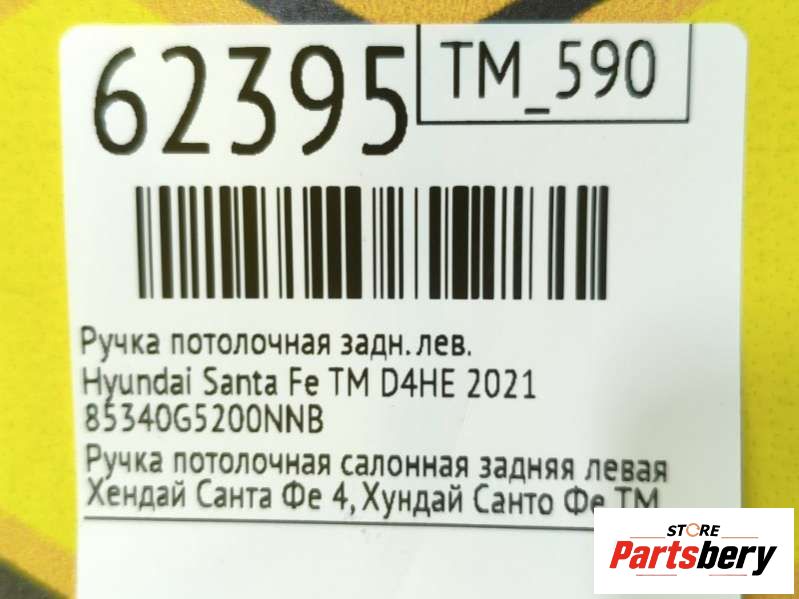 62395
TM_590
Ручка потолочная задн. лев.
Hyundai Santa Fe TM D4HE 2021
85340G5200NNB
Ручка потолочная салонная задняя левая
Хендай Санта Фе 4, Хундай Санто Фе ТМ
STORE
Partsbery